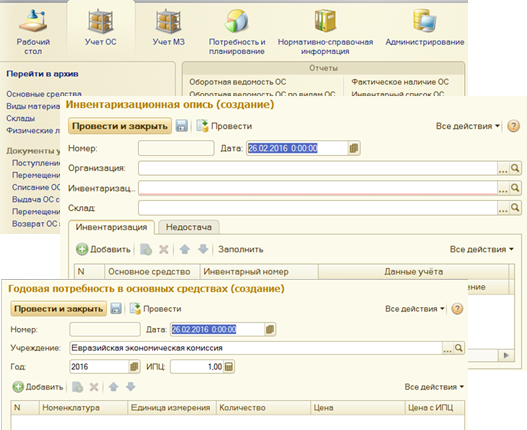 Рабочий стол
Учет ОС
Учет МЗ
Потребность и планирование
Нормативно-справочная информация
Администрирование
Перейти в архив
Отчеты
Основные средства
Оборотная ведомость ОС
Фактическое наличие ОС
Виды материа
Оборотная ведомость ОС по видам ОС
Инвентарный список ОС
Склады
Физические л
Документы у
Поступление
Перемещени
Списание ОС
Выдача ОС с
Перемещени
Возврат ОС
Инвентаризационная опись (создание)
Провести и закрыть
Провести
Все действия
?
Номер:
Дата:
26.02.2016 0:00:00
Организация:
...
Инвентаризац...
...
Склад:
...
Инвентаризация
Недостача
Добавить
Заполнить
Все действия
N
Основное средство
Инвентарный номер
Данные учёта
ение
Годовая потребность в основных средствах (создание)
Провести и закрыть
Провести
Все действия
?
Номер:
Дата:
26.02.2016 0:00:00
Учреждение:
Евразийская экономическая комиссия
...
Год:
2016
ИПЦ:
1,00
Добавить
Все действия
N
Номенклатура
Единица измерения
Количество
Цена
Цена с ИПЦ